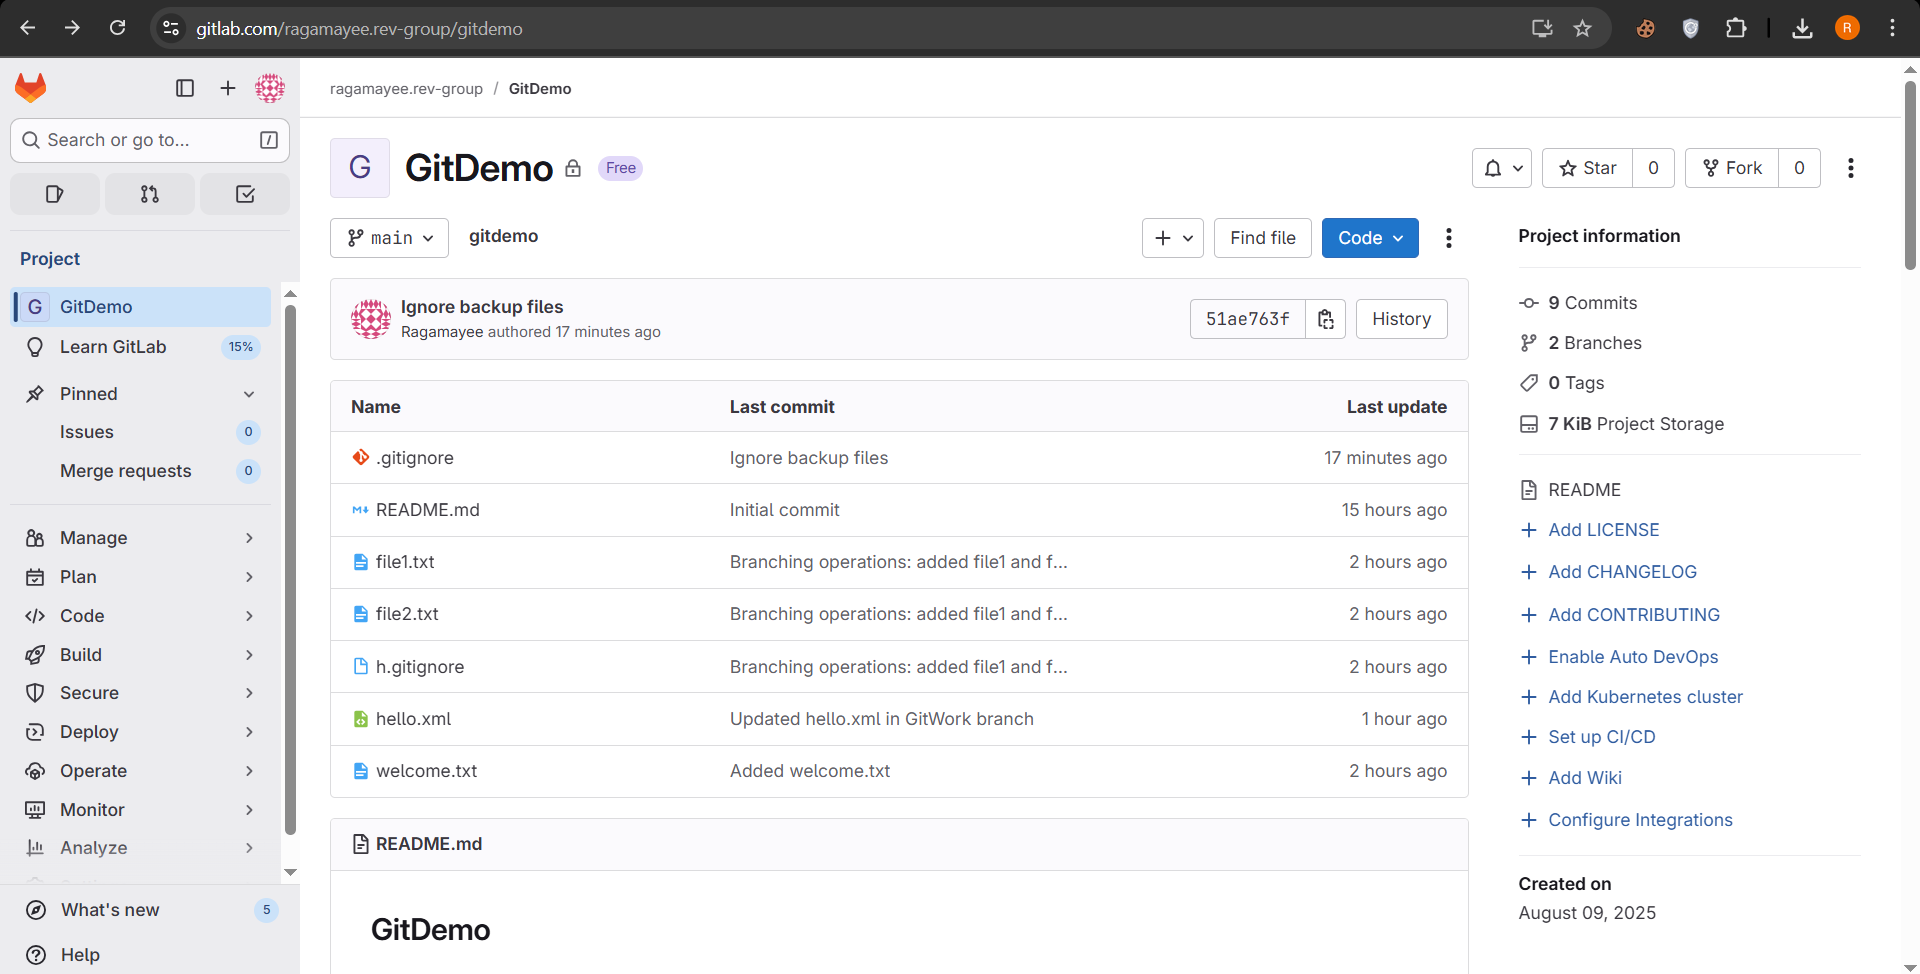 gitlab.com/ragamayee.rev-group/gitdemo
R
Search or go to...
/
Project
G GitDemo
Learn GitLab 15%
Pinned
Issues 0
Merge requests 0
Manage
Plan
Code
Build
Secure
Deploy
Operate
Monitor
Analyze
What's new 5
Help
ragamayee.rev-group / GitDemo
G GitDemo Free
Star 0 Fork 0
main gitdemo
Find file Code
Ignore backup files
Ragamayee authored 17 minutes ago
51ae763f History
Name Last commit Last update
.gitignore Ignore backup files 17 minutes ago
README.md Initial commit 15 hours ago
file1.txt Branching operations: added file1 and f... 2 hours ago
file2.txt Branching operations: added file1 and f... 2 hours ago
h.gitignore Branching operations: added file1 and f... 2 hours ago
hello.xml Updated hello.xml in GitWork branch 1 hour ago
welcome.txt Added welcome.txt 2 hours ago
README.md
GitDemo
Project information
9 Commits
2 Branches
0 Tags
7 KiB Project Storage
README
Add LICENSE
Add CHANGELOG
Add CONTRIBUTING
Enable Auto DevOps
Add Kubernetes cluster
Set up CI/CD
Add Wiki
Configure Integrations
Created on
August 09, 2025